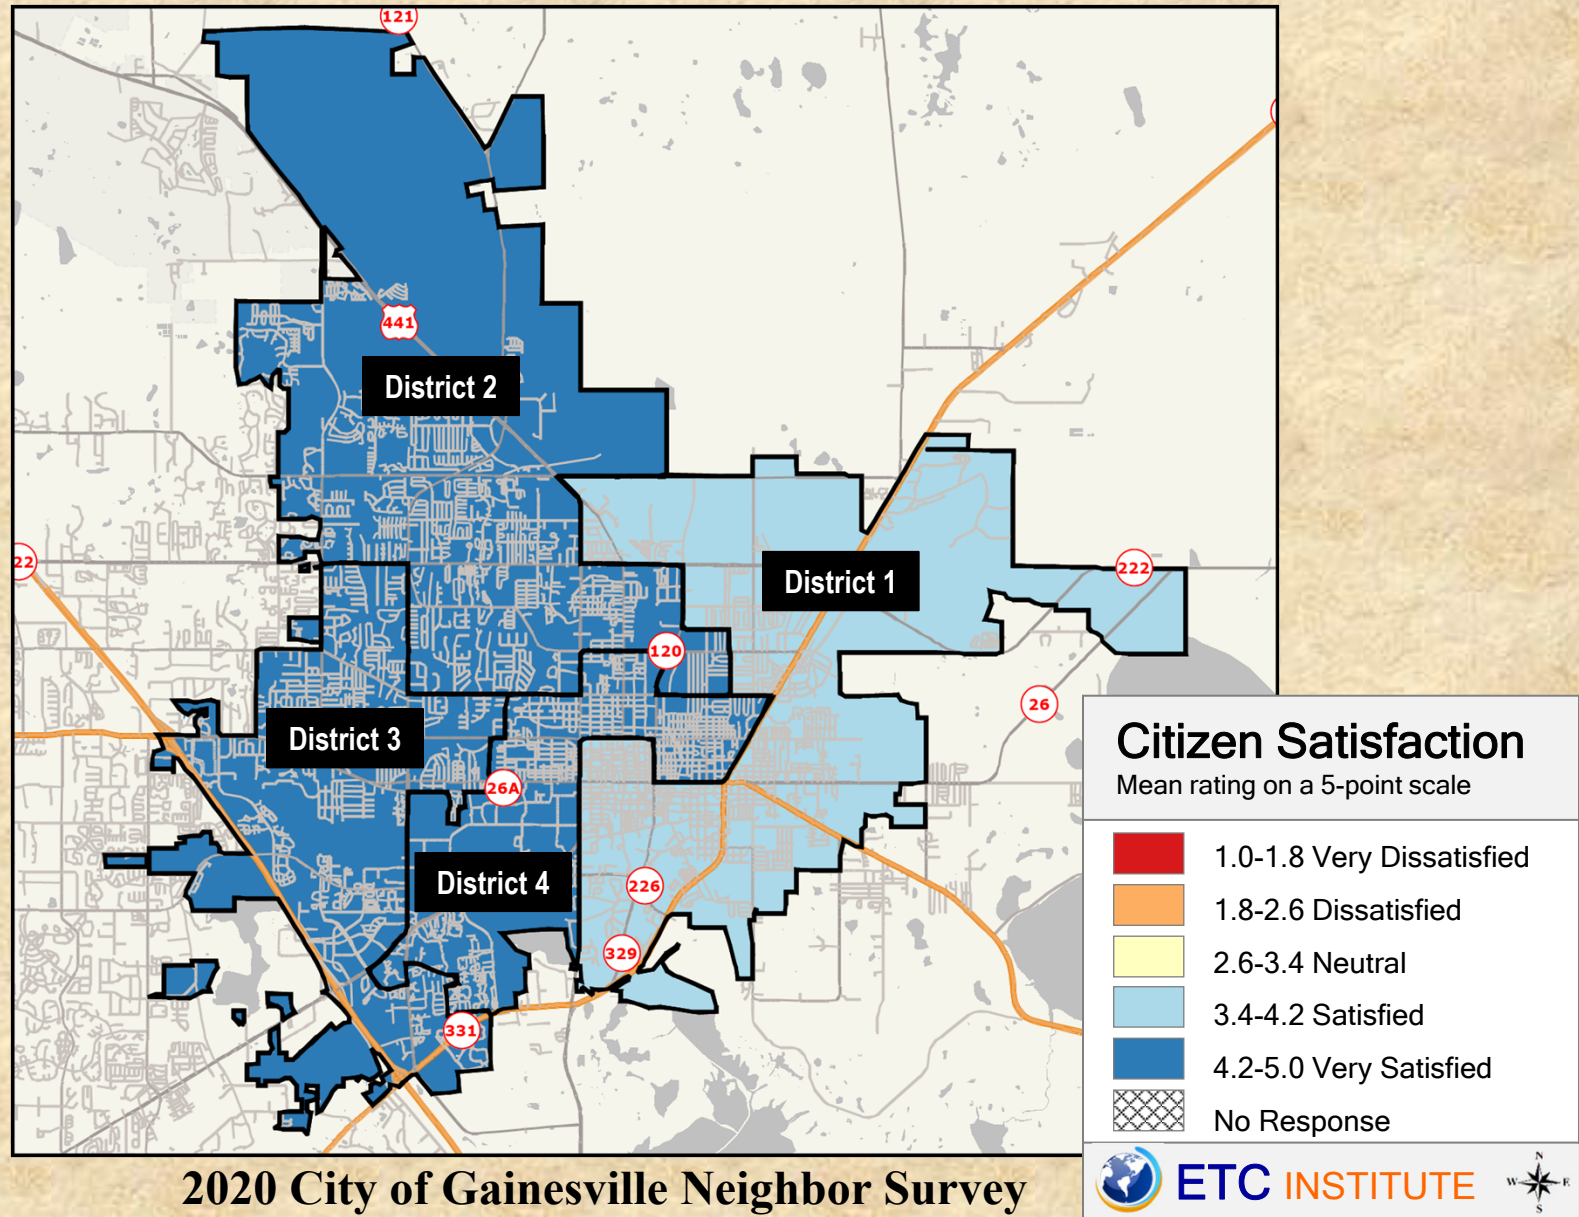 121
441
District 2
22
District 1
222
120
26
District 3
26A
District 4
226
329
331
Citizen Satisfaction
Mean rating on a 5-point scale
1.0-1.8 Very Dissatisfied
1.8-2.6 Dissatisfied
2.6-3.4 Neutral
3.4-4.2 Satisfied
4.2-5.0 Very Satisfied
No Response
ETC INSTITUTE
N
W E
S
2020 City of Gainesville Neighbor Survey